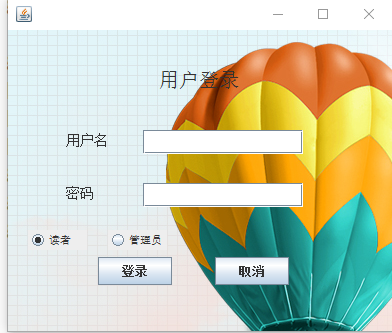 用户登录
用户名
密码
读者 管理员
登录 取消